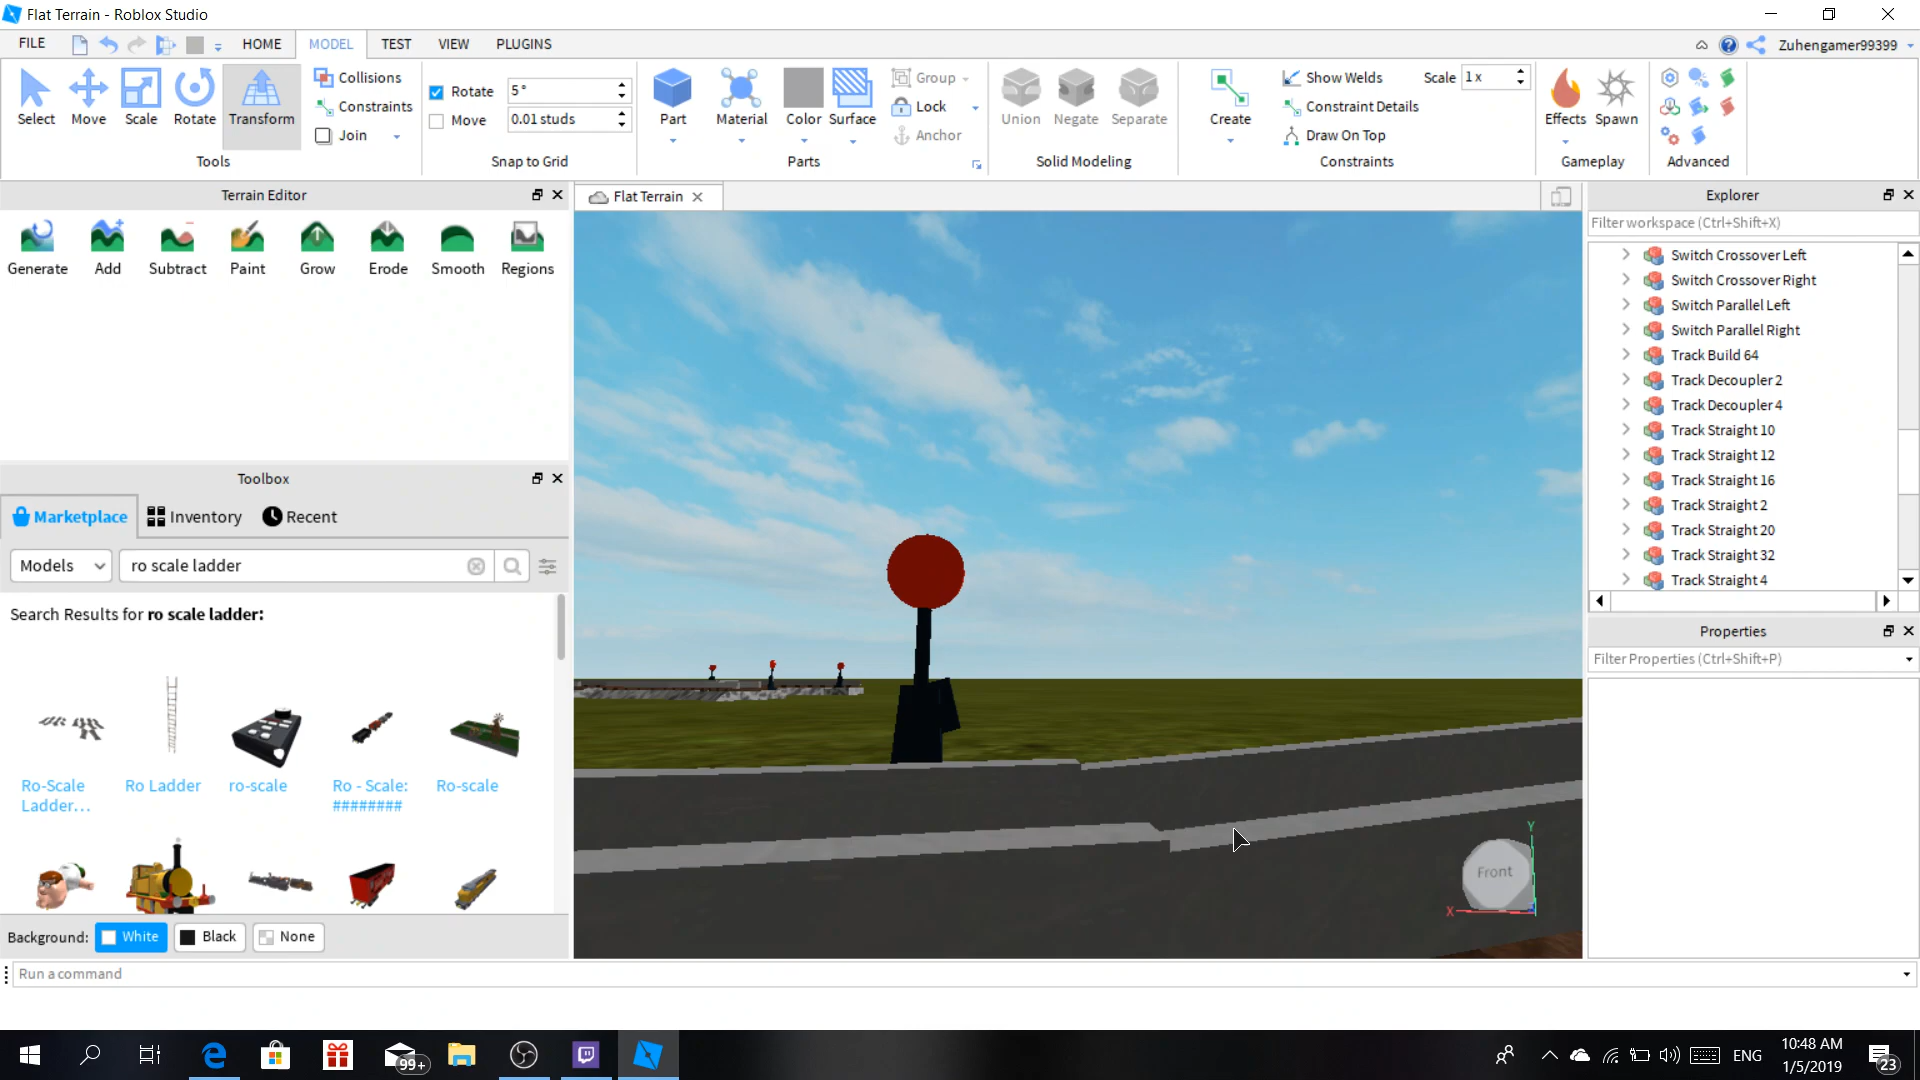 Flat Terrain - Roblox Studio
FILE
HOME
MODEL
TEST
VIEW
PLUGINS
Zuhengamer99399
Select
Move
Scale
Rotate
Transform
Collisions
Constraints
Join
Tools
Rotate
5°
Move
0.01 studs
Snap to Grid
Part
Material
Color
Surface
Group
Lock
Anchor
Parts
Union
Negate
Separate
Solid Modeling
Create
Show Welds
Scale
1 x
Constraint Details
Draw On Top
Constraints
Effects
Spawn
Gameplay
Advanced
Terrain Editor
Generate
Add
Subtract
Paint
Grow
Erode
Smooth
Regions
Toolbox
Marketplace
Inventory
Recent
Models
ro scale ladder
Search Results for ro scale ladder:
Ro-Scale
Ladder...
Ro Ladder
ro-scale
Ro - Scale:
########
Ro-scale
Background:
White
Black
None
Run a command
Flat Terrain
Front
Y
X
Explorer
Filter workspace (Ctrl+Shift+X)
Switch Crossover Left
Switch Crossover Right
Switch Parallel Left
Switch Parallel Right
Track Build 64
Track Decoupler 2
Track Decoupler 4
Track Straight 10
Track Straight 12
Track Straight 16
Track Straight 2
Track Straight 20
Track Straight 32
Track Straight 4
Properties
Filter Properties (Ctrl+Shift+P)
99+
ENG
10:48 AM
1/5/2019
23